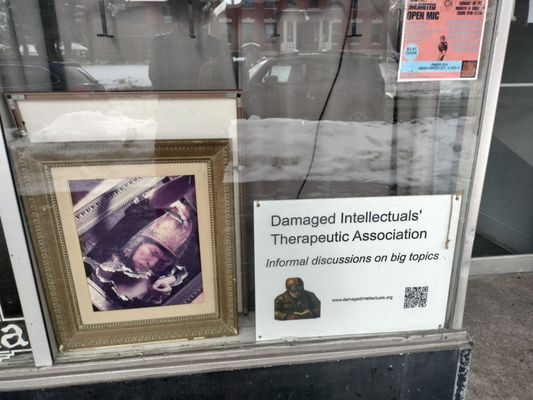 OPEN MIC
Damaged Intellectuals'
Therapeutic Association
Informal discussions on big topics
www.damagedintellectuals.org